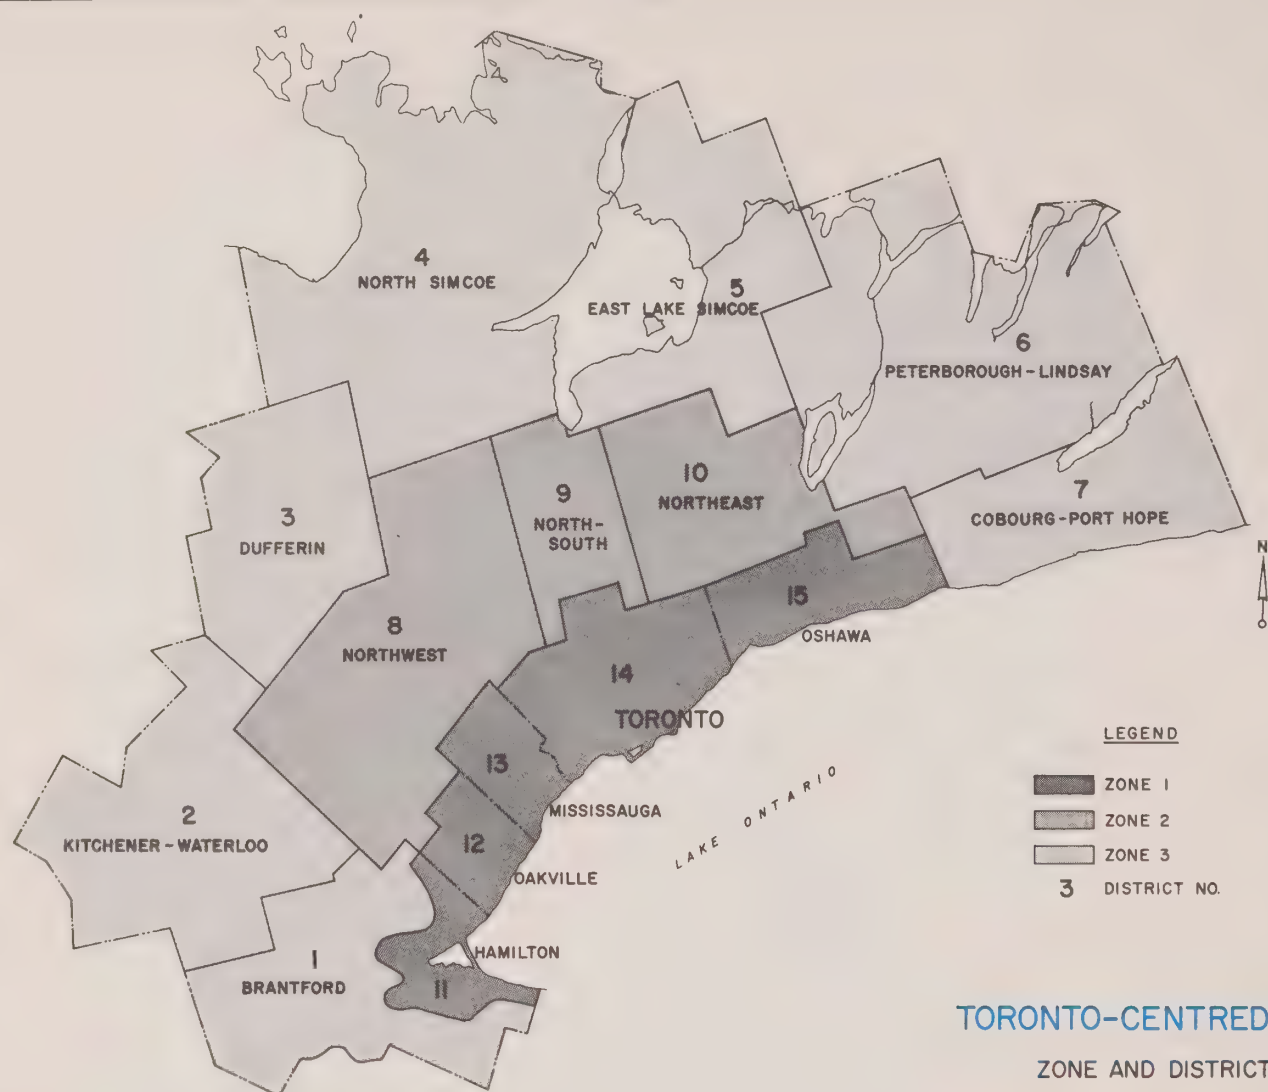 4
NORTH SIMCOE
5
EAST LAKE SIMCOE
6
PETERBOROUGH-LINDSAY
3
DUFFERIN
9
NORTH-
SOUTH
10
NORTHEAST
7
COBOURG-PORT HOPE
N
8
NORTHWEST
15
OSHAWA
14
TORONTO
13
MISSISSAUGA
12
OAKVILLE
2
KITCHENER-WATERLOO
LAKE ONTARIO
HAMILTON
1
BRANTFORD
11
LEGEND
ZONE 1
ZONE 2
ZONE 3
3 DISTRICT NO.
TORONTO-CENTRED
ZONE AND DISTRICT